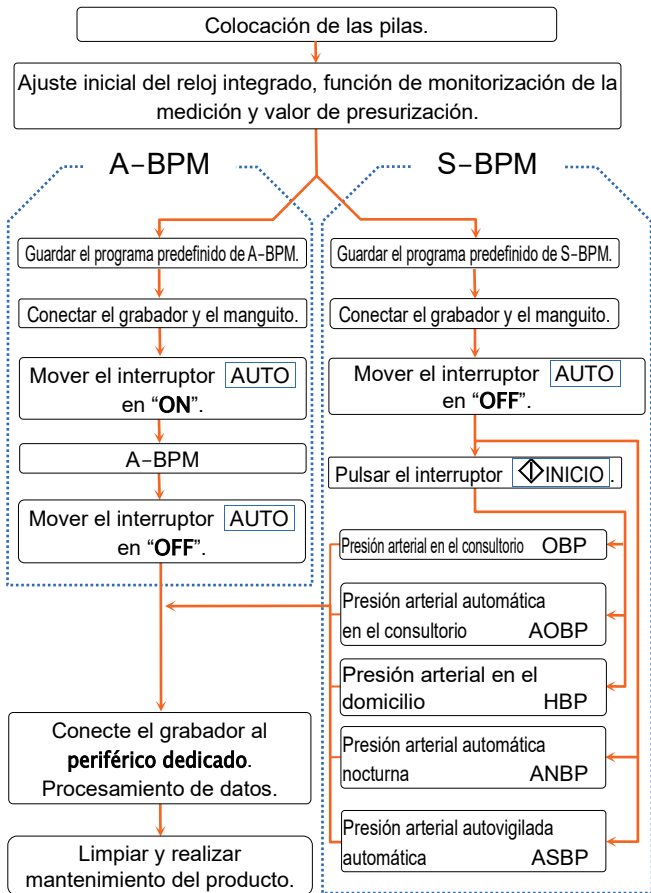 Colocación de las pilas.
Ajuste inicial del reloj integrado, función de monitorización de la
medición y valor de presurización.
A-BPM
Guardar el programa predefinido de A-BPM.
Conectar el grabador y el manguito.
Mover el interruptor AUTO
en “ON”.
A-BPM
Mover el interruptor AUTO
en “OFF”.
S-BPM
Guardar el programa predefinido de S-BPM.
Conectar el grabador y el manguito.
Mover el interruptor AUTO
en “OFF”.
Pulsar el interruptor INICIO.
Presión arterial en el consultorio OBP
Presión arterial automática
en el consultorio AOBP
Presión arterial en el
domicilio HBP
Presión arterial automática
nocturna ANBP
Presión arterial autovigilada
automática ASBP
Conecte el grabador al
periférico dedicado.
Procesamiento de datos.
Limpiar y realizar
mantenimiento del producto.